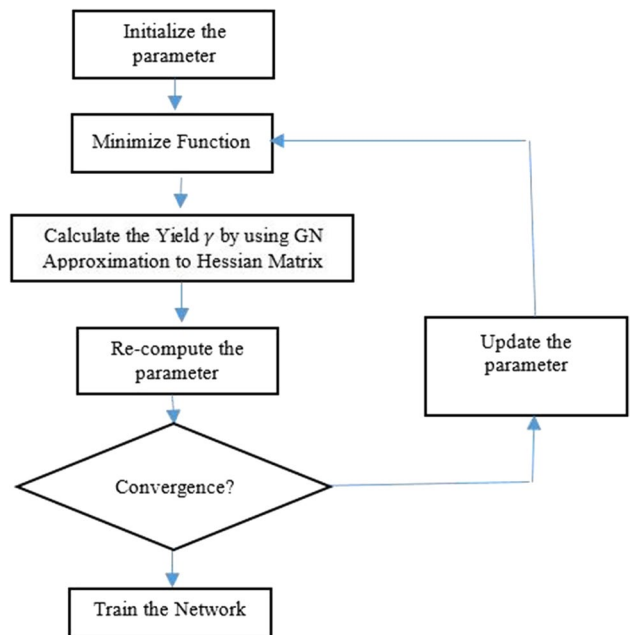 Initialize the
parameter
Minimize Function
Calculate the Yield γ by using GN
Approximation to Hessian Matrix
Re-compute the
parameter
Update the
parameter
Convergence?
Train the Network